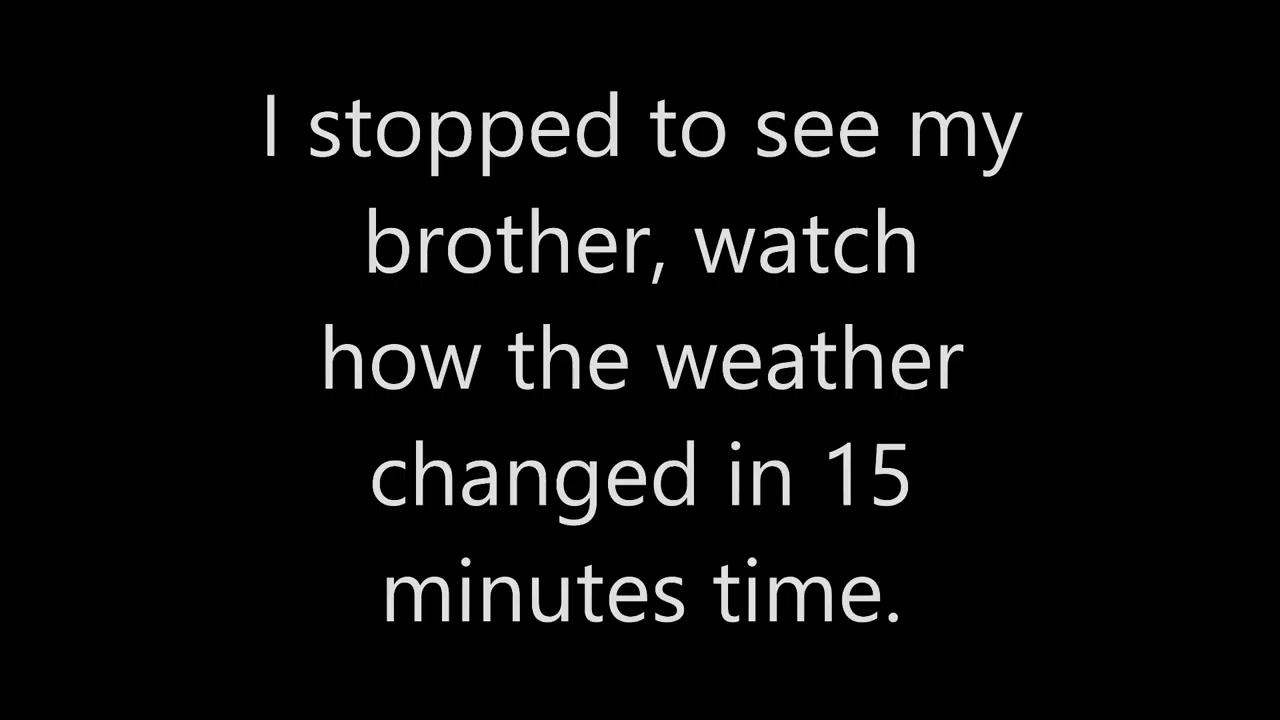 I stopped to see my
brother, watch
how the weather
changed in 15
minutes time.